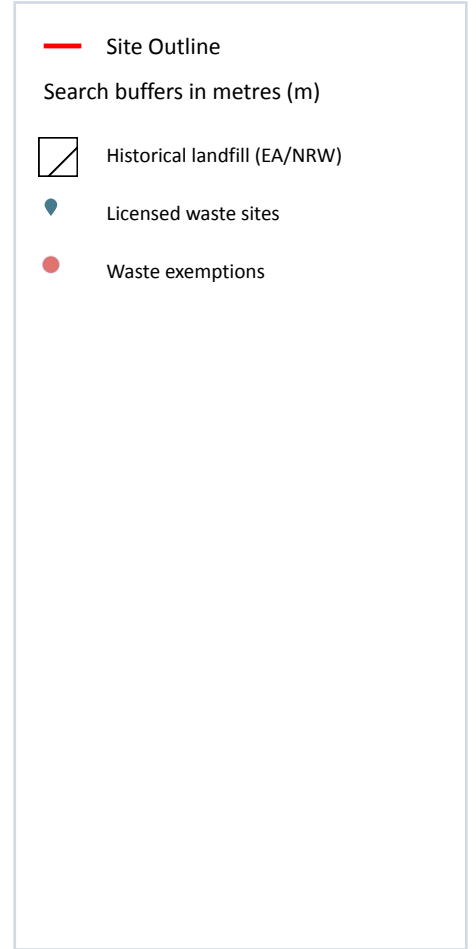 Site Outline
Search buffers in metres (m)
Historical landfill (EA/NRW)
Licensed waste sites
Waste exemptions